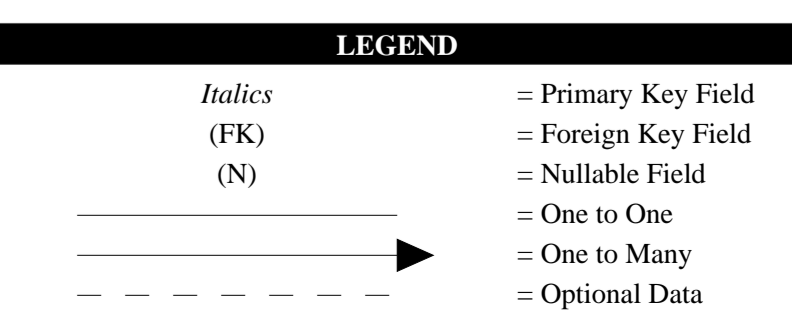 LEGEND
Italics = Primary Key Field
(FK) = Foreign Key Field
(N) = Nullable Field
= One to One
= One to Many
= Optional Data